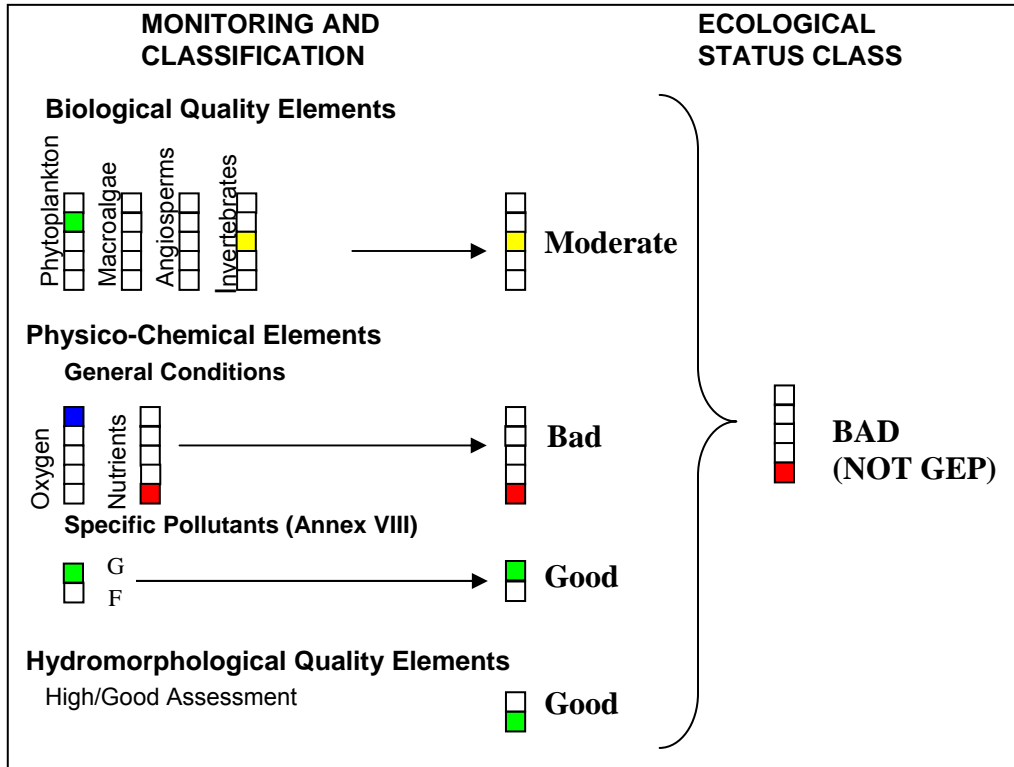 MONITORING AND
CLASSIFICATION
ECOLOGICAL
STATUS CLASS
Biological Quality Elements
Phytoplankton
Macroalgae
Angiosperms
Invertebrates
Moderate
Physico-Chemical Elements
General Conditions
Oxygen
Nutrients
Bad
BAD
(NOT GEP)
Specific Pollutants (Annex VIII)
G
F
Good
Hydromorphological Quality Elements
High/Good Assessment
Good